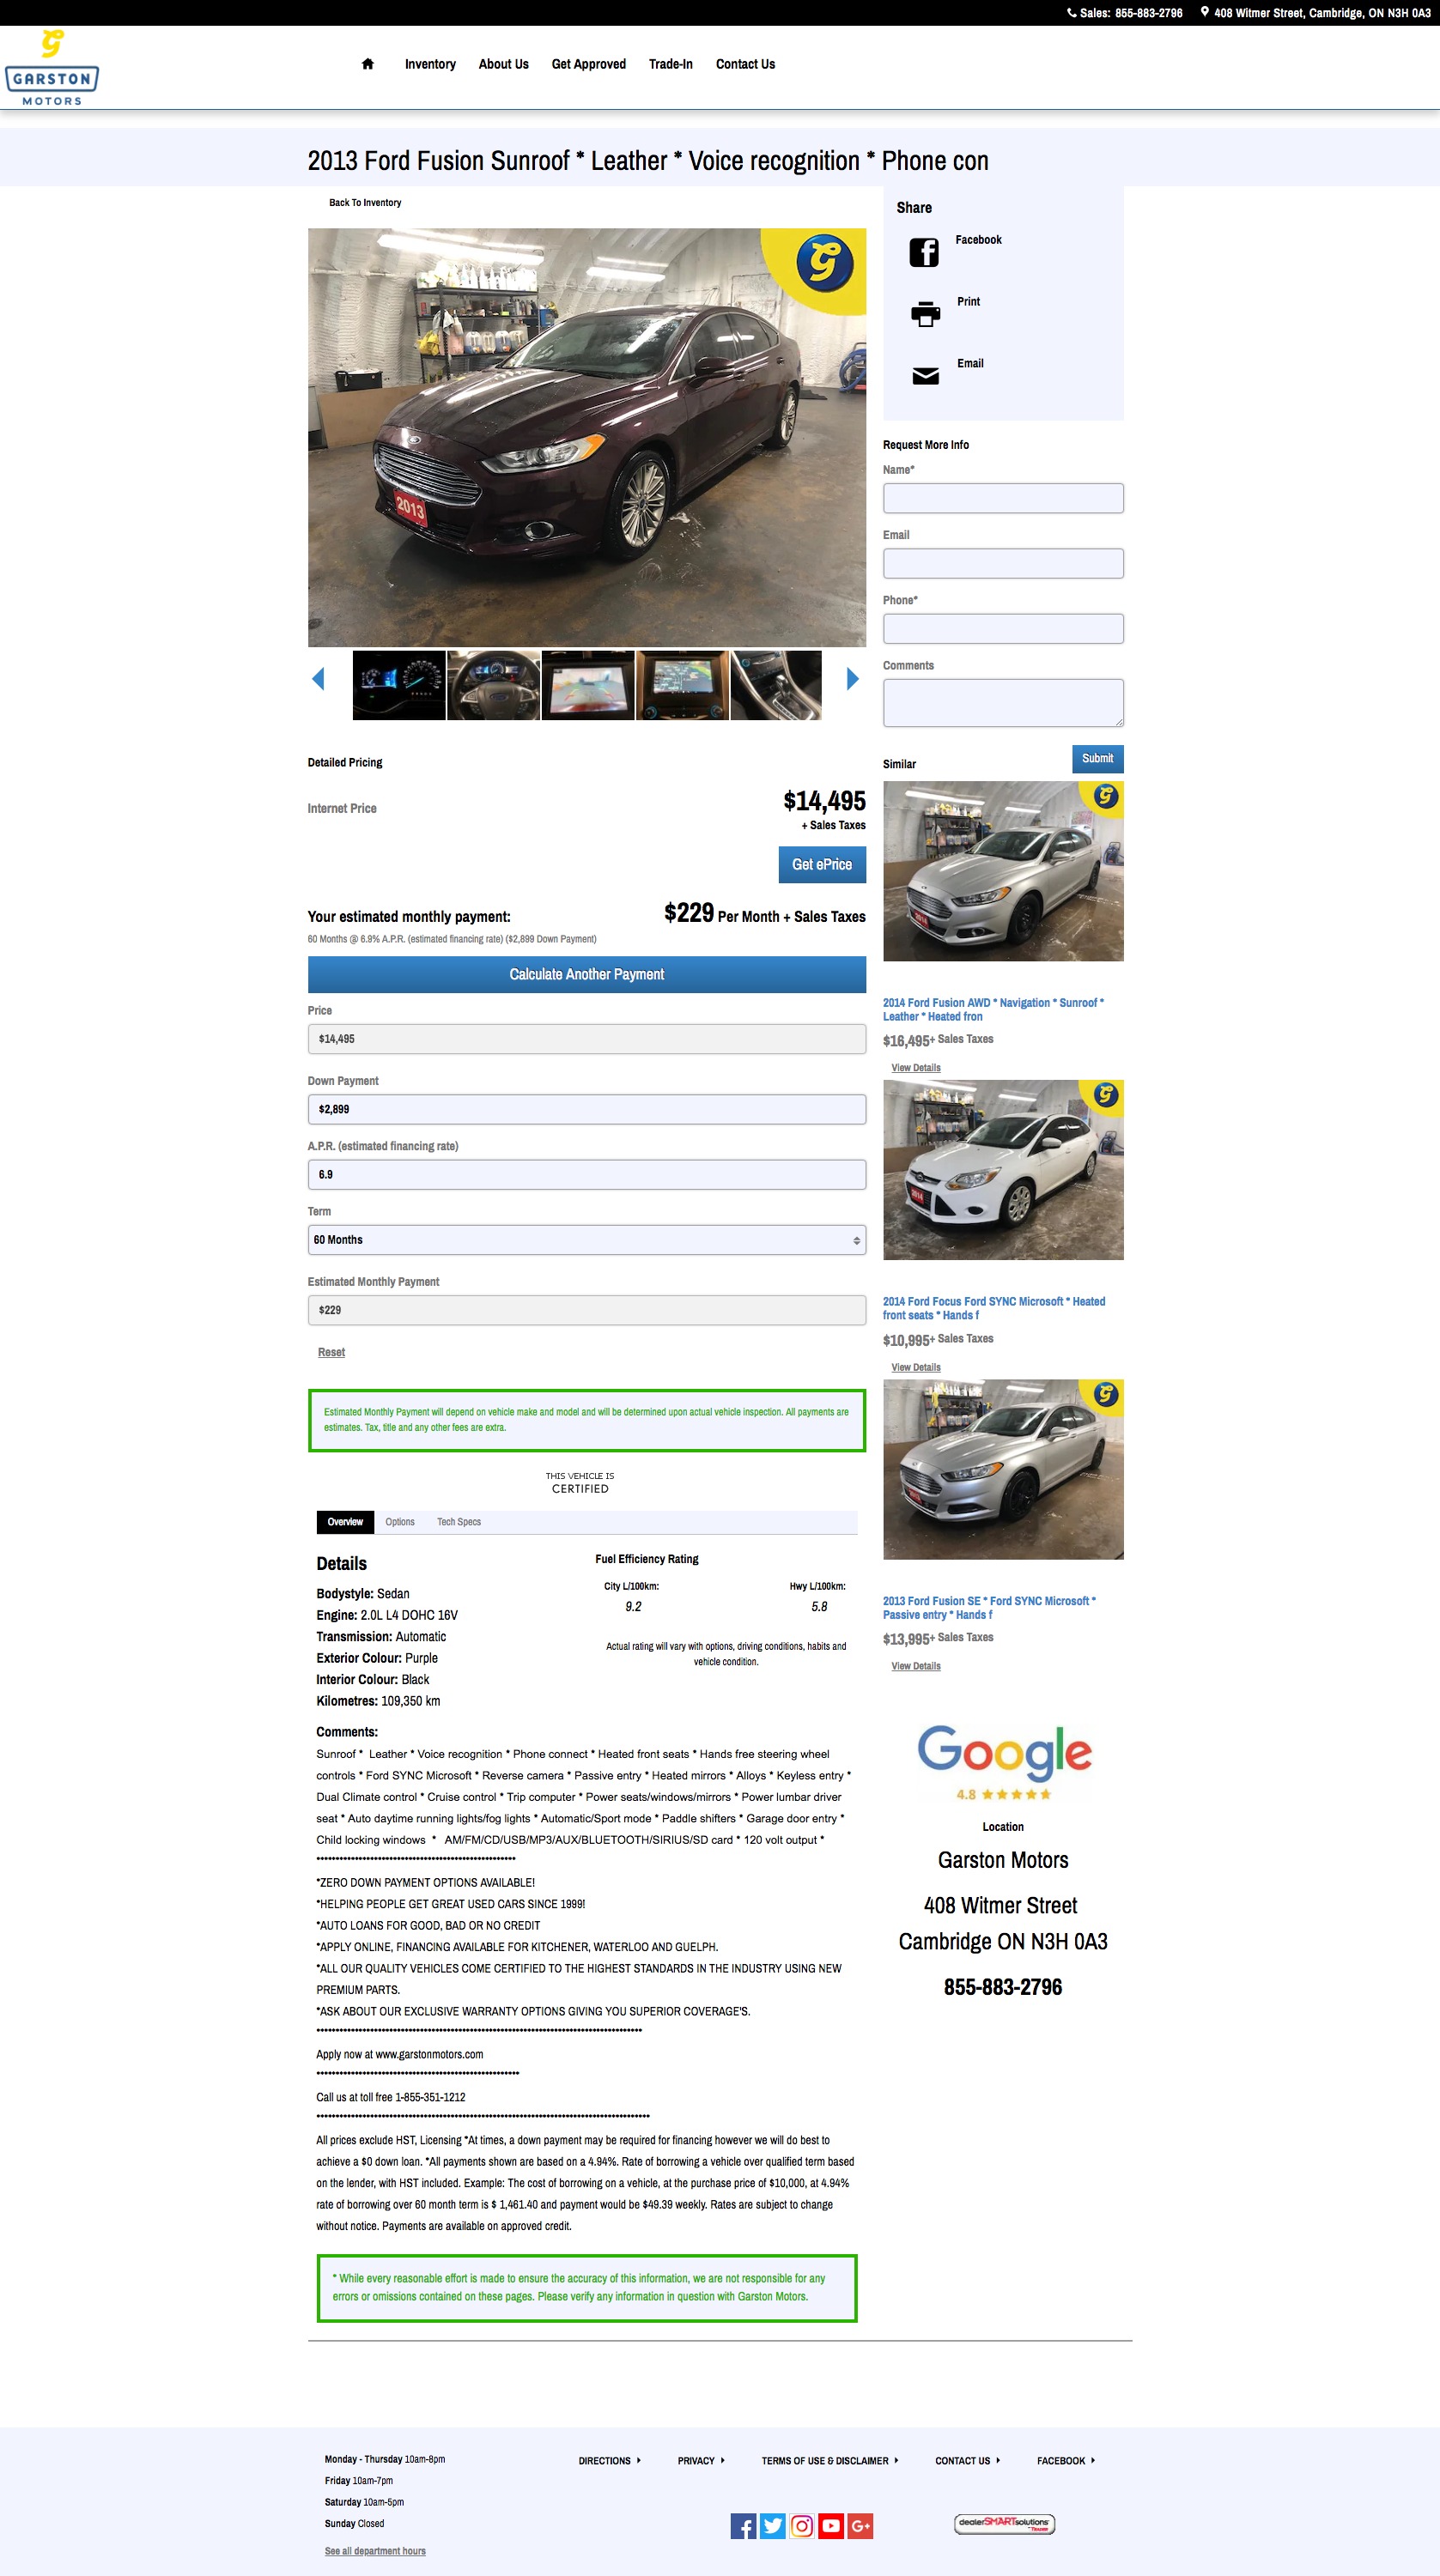 Sales: 855-883-2796
408 Witmer Street, Cambridge, ON N3H 0A3
G
GARSTON
MOTORS
Inventory
About Us
Get Approved
Trade-In
Contact Us
2013 Ford Fusion Sunroof * Leather * Voice recognition * Phone con
Back To Inventory
G
2013
Detailed Pricing
Internet Price
$14,495
+ Sales Taxes
Get ePrice
Your estimated monthly payment:
$229 Per Month + Sales Taxes
60 Months @ 6.9% A.P.R. (estimated financing rate) ($2,899 Down Payment)
Calculate Another Payment
Price
$14,495
Down Payment
$2,899
A.P.R. (estimated financing rate)
6.9
Term
60 Months
Estimated Monthly Payment
$229
Reset
Estimated Monthly Payment will depend on vehicle make and model and will be determined upon actual vehicle inspection. All payments are
estimates. Tax, title and any other fees are extra.
THIS VEHICLE IS
CERTIFIED
Overview
Options
Tech Specs
Details
Bodystyle: Sedan
Engine: 2.0L L4 DOHC 16V
Transmission: Automatic
Exterior Colour: Purple
Interior Colour: Black
Kilometres: 109,350 km
Fuel Efficiency Rating
City L/100km:
Hwy L/100km:
9.2
5.8
Actual rating will vary with options, driving conditions, habits and
vehicle condition.
Comments:
Sunroof * Leather * Voice recognition * Phone connect * Heated front seats * Hands free steering wheel
controls * Ford SYNC Microsoft * Reverse camera * Passive entry * Heated mirrors * Alloys * Keyless entry *
Dual Climate control * Cruise control * Trip computer * Power seats/windows/mirrors * Power lumbar driver
seat * Auto daytime running lights/fog lights * Automatic/Sport mode * Paddle shifters * Garage door entry *
Child locking windows * AM/FM/CD/USB/MP3/AUX/BLUETOOTH/SIRIUS/SD card * 120 volt output *
*ZERO DOWN PAYMENT OPTIONS AVAILABLE!
*HELPING PEOPLE GET GREAT USED CARS SINCE 1999!
*AUTO LOANS FOR GOOD, BAD OR NO CREDIT
*APPLY ONLINE, FINANCING AVAILABLE FOR KITCHENER, WATERLOO AND GUELPH.
*ALL OUR QUALITY VEHICLES COME CERTIFIED TO THE HIGHEST STANDARDS IN THE INDUSTRY USING NEW
PREMIUM PARTS.
*ASK ABOUT OUR EXCLUSIVE WARRANTY OPTIONS GIVING YOU SUPERIOR COVERAGE'S.
Apply now at www.garstonmotors.com
Call us at toll free 1-855-351-1212
All prices exclude HST, Licensing *At times, a down payment may be required for financing however we will do best to
achieve a $0 down loan. *All payments shown are based on a 4.94%. Rate of borrowing a vehicle over qualified term based
on the lender, with HST included. Example: The cost of borrowing on a vehicle, at the purchase price of $10,000, at 4.94%
rate of borrowing over 60 month term is $ 1,461.40 and payment would be $49.39 weekly. Rates are subject to change
without notice. Payments are available on approved credit.
* While every reasonable effort is made to ensure the accuracy of this information, we are not responsible for any
errors or omissions contained on these pages. Please verify any information in question with Garston Motors.
Share
Facebook
Print
Email
Request More Info
Name*
Email
Phone*
Comments
Submit
Similar
G
2014
2014 Ford Fusion AWD * Navigation * Sunroof *
Leather * Heated fron
$16,495+ Sales Taxes
View Details
G
2014
2014 Ford Focus Ford SYNC Microsoft * Heated
front seats * Hands f
$10,995+ Sales Taxes
View Details
G
2013 Ford Fusion SE * Ford SYNC Microsoft *
Passive entry * Hands f
$13,995+ Sales Taxes
View Details
Google
4.8
Location
Garston Motors
408 Witmer Street
Cambridge ON N3H 0A3
855-883-2796
Monday - Thursday 10am-8pm
Friday 10am-7pm
Saturday 10am-5pm
Sunday Closed
See all department hours
DIRECTIONS
PRIVACY
TERMS OF USE & DISCLAIMER
CONTACT US
FACEBOOK
G+
dealerSMARTsolutions